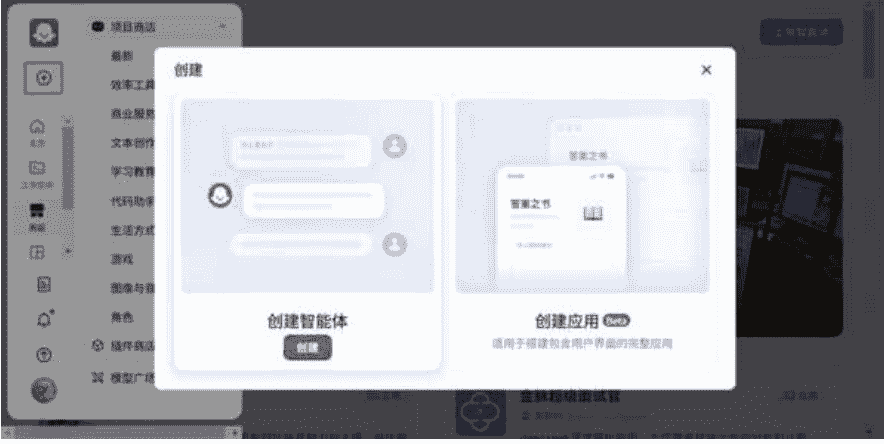 项目商店
最新
效率工具
商业服务
文本创作
学习教育
代码助手
生活方式
游戏
图像与音
角色
插件商店
模型广场
创建
答案之书
答案之书
创建智能体
创建
创建应用 Beta
适用于搭建包含用户界面的完整应用